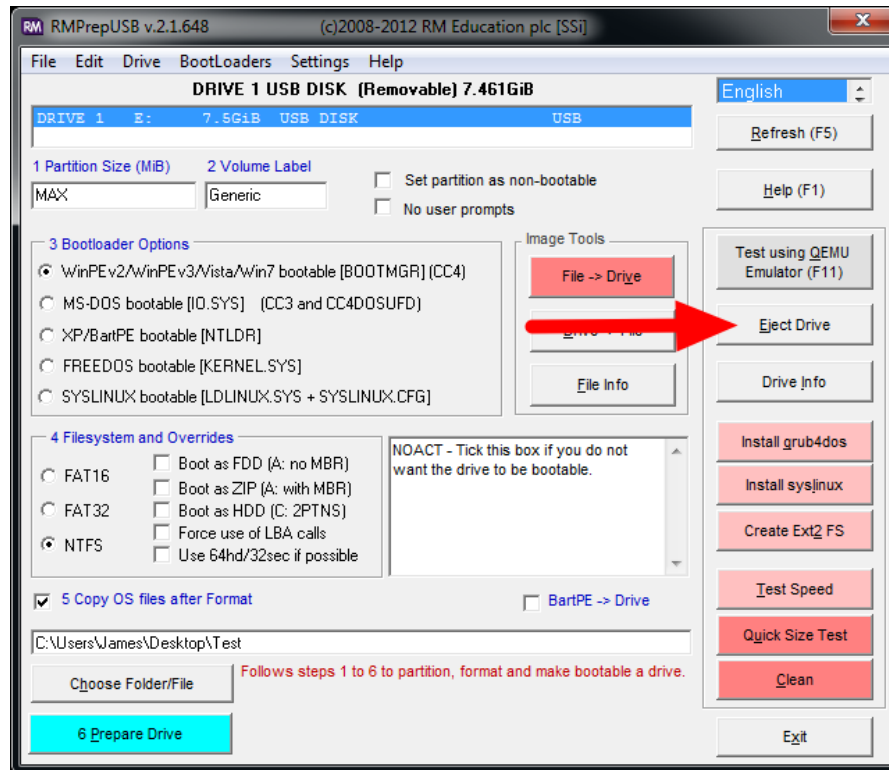 RM RMPrepUSB v.2.1.648 (c)2008-2012 RM Education plc [SSi]
File Edit Drive BootLoaders Settings Help
DRIVE 1 USB DISK (Removable) 7.461GiB
English
DRIVE 1 E: 7.5GiB USB DISK USB
Refresh (F5)
1 Partition Size (MiB) 2 Volume Label
MAX Generic
Set partition as non-bootable
No user prompts
Help (F1)
3 Bootloader Options
WinPEv2/WinPEv3/Vista/Win7 bootable [BOOTMGR] (CC4)
MS-DOS bootable [IO.SYS] (CC3 and CC4DOSUFD)
XP/BartPE bootable [NTLDR]
FREEDOS bootable [KERNEL.SYS]
SYSLINUX bootable [LDLINUX.SYS + SYSLINUX.CFG]
Image Tools
File -> Drive
File Info
Test using QEMU
Emulator (F11)
Eject Drive
Drive Info
4 Filesystem and Overrides
FAT16
FAT32
NTFS
Boot as FDD (A: no MBR)
Boot as ZIP (A: with MBR)
Boot as HDD (C: 2PTNS)
Force use of LBA calls
Use 64hd/32sec if possible
NOACT - Tick this box if you do not
want the drive to be bootable.
Install grub4dos
Install syslinux
Create Ext2 FS
5 Copy OS files after Format
BartPE -> Drive
Test Speed
C:\Users\James\Desktop\Test
Quick Size Test
Choose Folder/File
Follows steps 1 to 6 to partition, format and make bootable a drive.
Clean
6 Prepare Drive
Exit